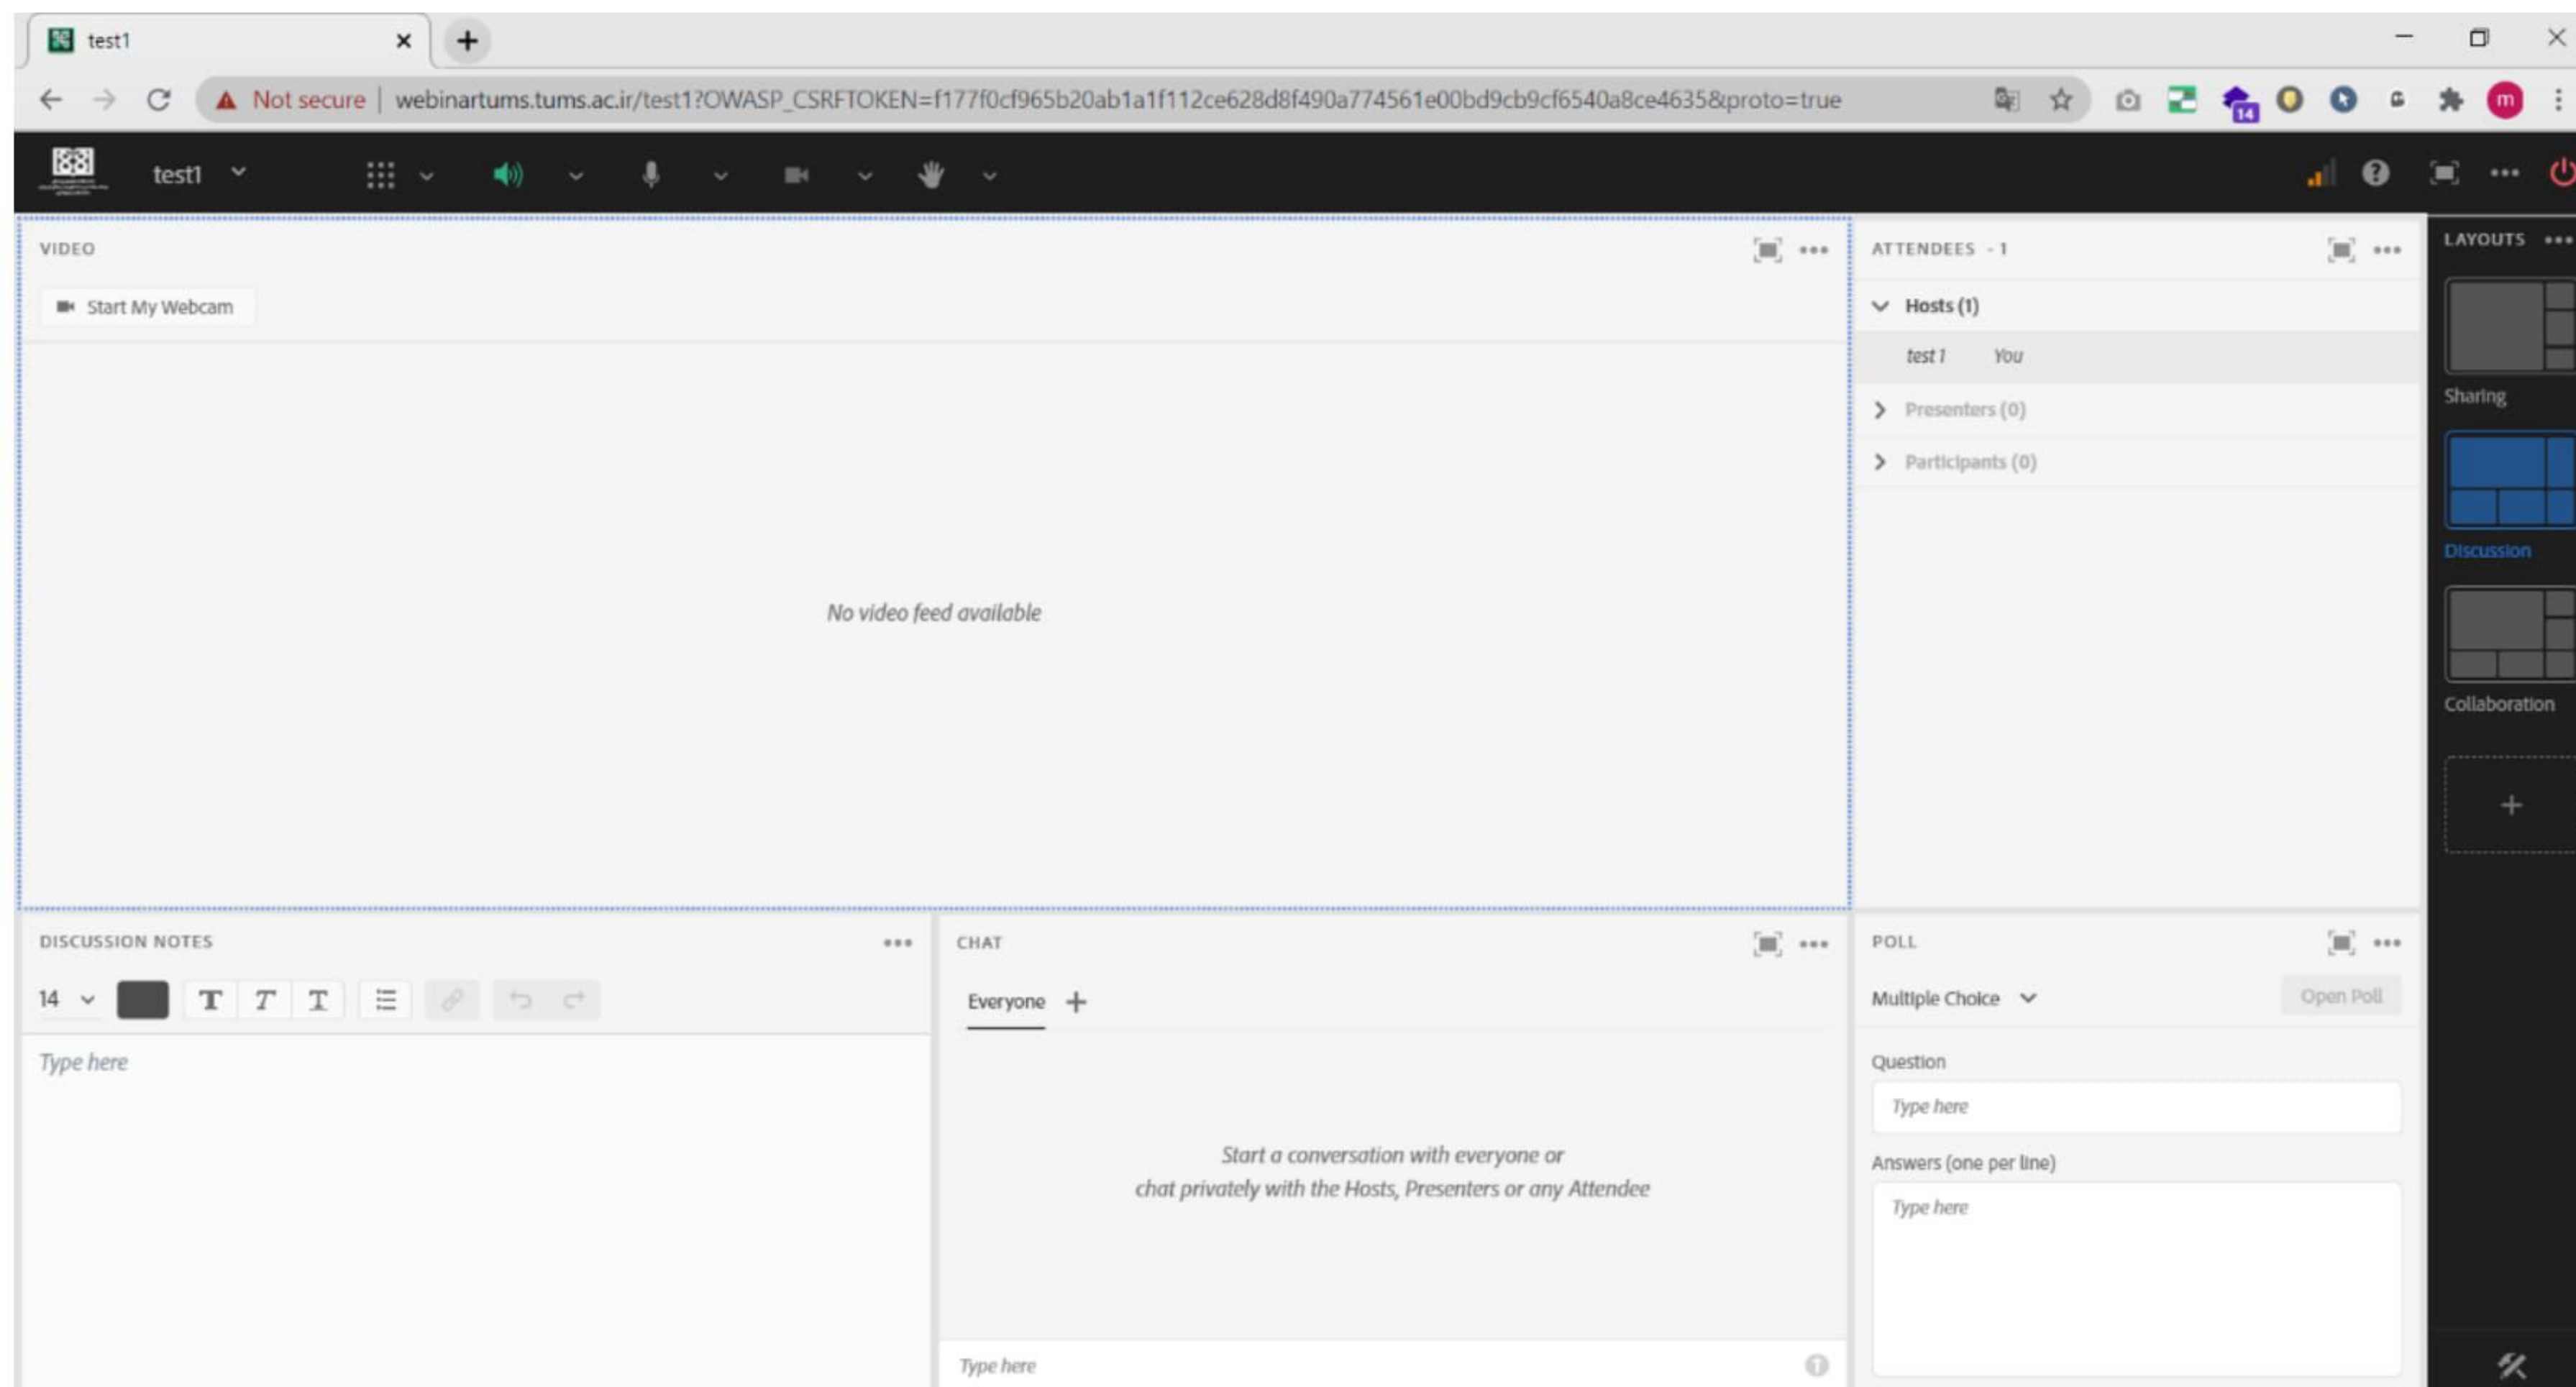 test1
Not secure | webinartums.tums.ac.ir/test1?OWASP_CSRFTOKEN=f177f0cf965b20ab1a1f112ce628d8f490a774561e00bd9cb9cf6540a8ce4635&proto=true
14
m
test1
VIDEO
Start My Webcam
No video feed available
ATTENDEES - 1
Hosts (1)
test 1 You
Presenters (0)
Participants (0)
LAYOUTS
Sharing
Discussion
Collaboration
DISCUSSION NOTES
14
T T T
Type here
CHAT
Everyone
Start a conversation with everyone or
chat privately with the Hosts, Presenters or any Attendee
Type here
POLL
Multiple Choice
Open Poll
Question
Type here
Answers (one per line)
Type here